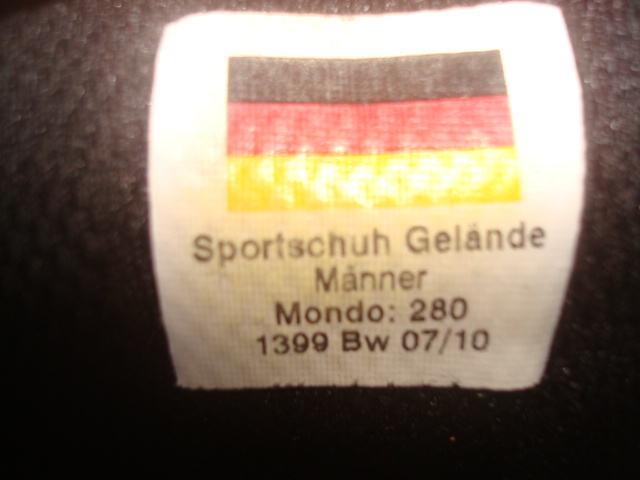 Sportschuh Gelände
Männer
Mondo: 280
1399 Bw 07/10